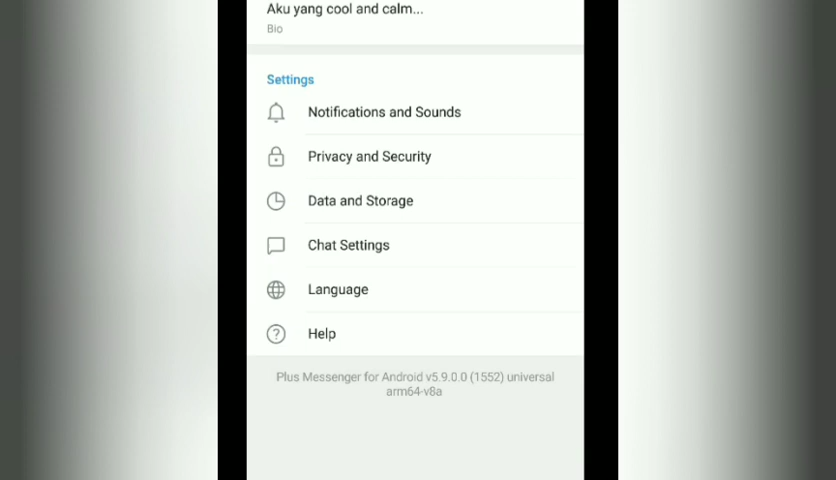 Aku yang cool and calm...
Bio
Settings
Notifications and Sounds
Privacy and Security
Data and Storage
Chat Settings
Language
Help
Plus Messenger for Android v5.9.0.0 (1552) universal
arm64-v8a